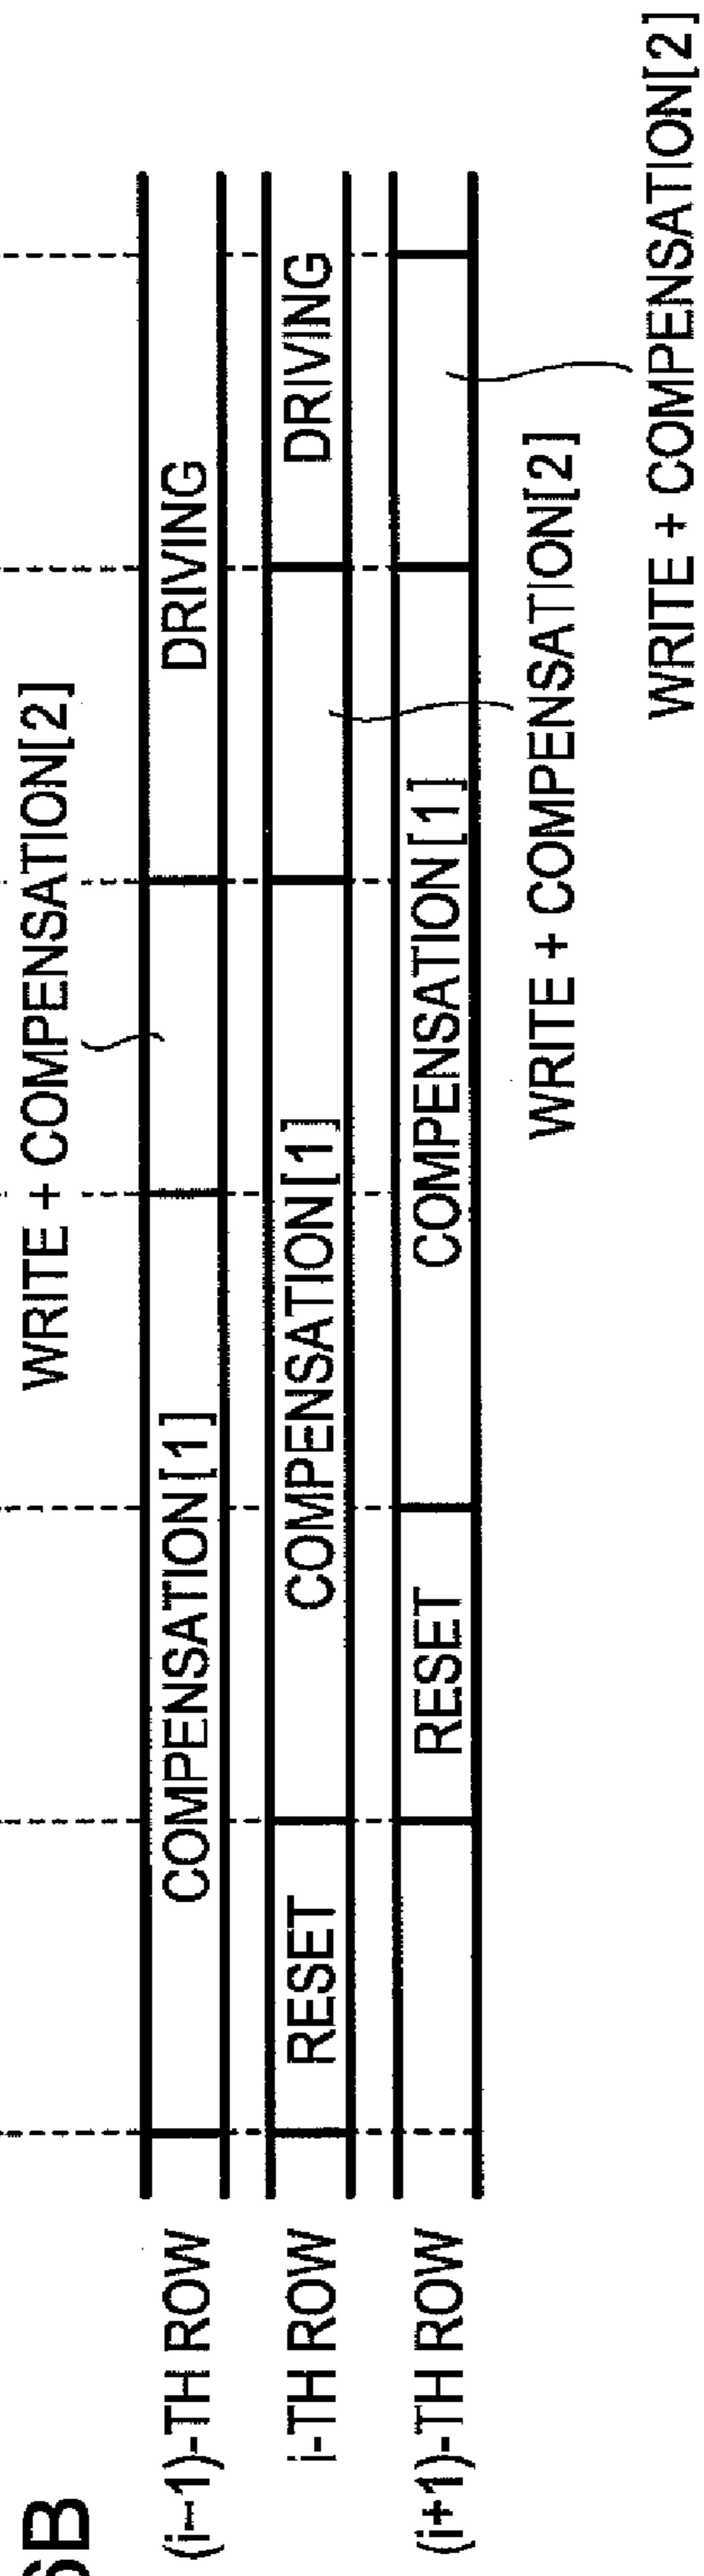 6B
WRITE + COMPENSATION[2]
(i−1)-TH ROW
COMPENSATION[1]
DRIVING
i-TH ROW
RESET
COMPENSATION[1]
DRIVING
(i+1)-TH ROW
RESET
COMPENSATION[1]
WRITE + COMPENSATION[2]
WRITE + COMPENSATION[2]